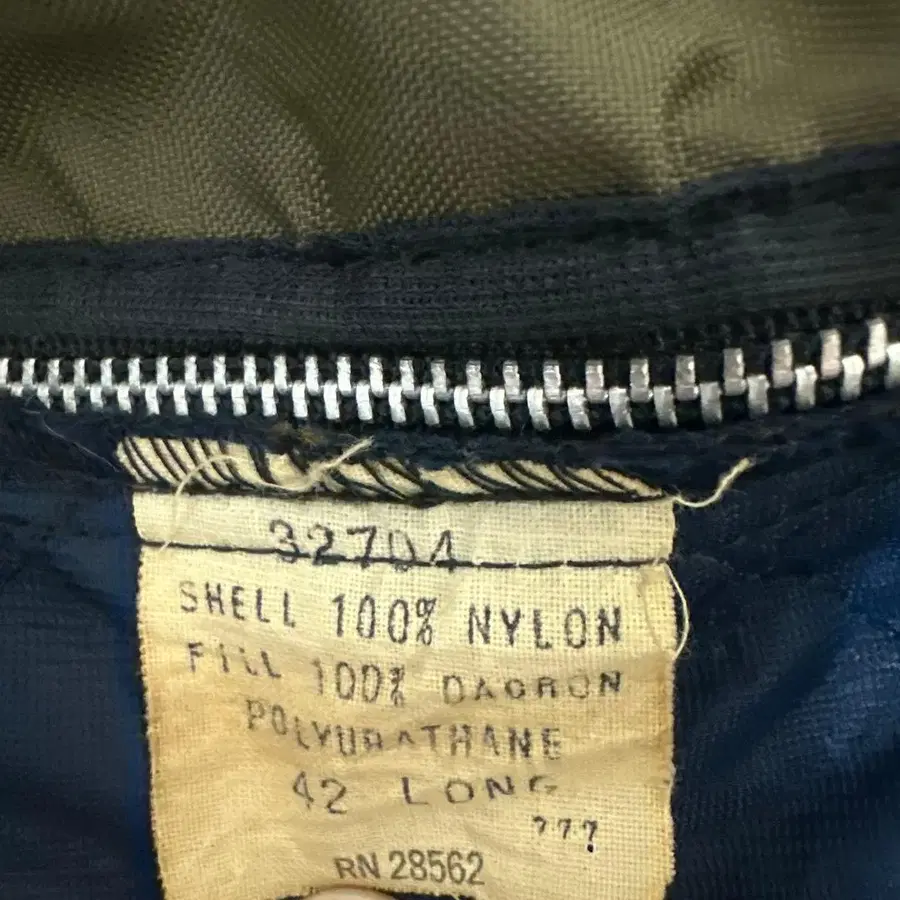 32704
SHELL 100% NYLON
FILL 100% DACRON
POLYURATHANE
42 LONG
???
RN 28562